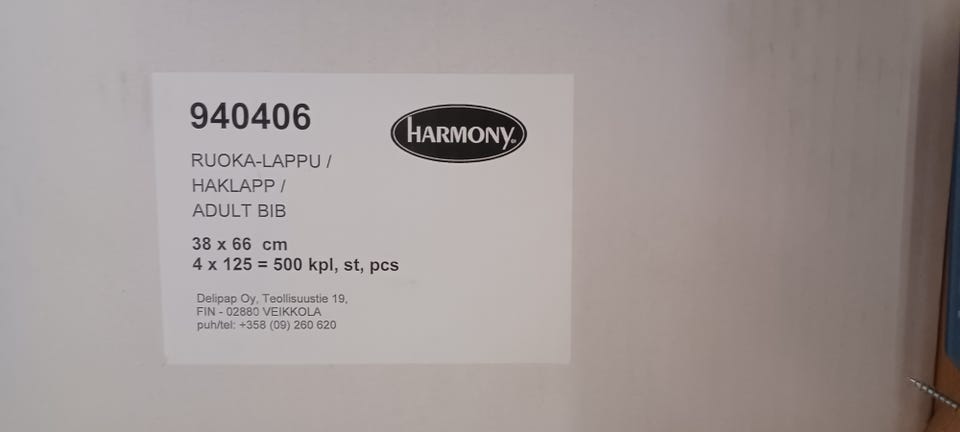 940406
HARMONY
RUOKA-LAPPU /
HAKLAPP /
ADULT BIB
38 x 66 cm
4 x 125 = 500 kpl, st, pcs
Delipap Oy, Teollisuustie 19,
FIN - 02880 VEIKKOLA
puh/tel: +358 (09) 260 620